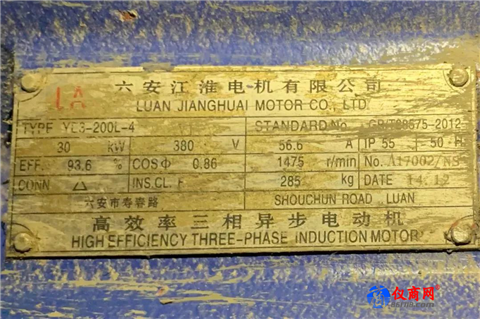 1A
六安江淮电机有限公司
LUAN JIANGHUAI MOTOR CO., LTD.
TYPE YE3-200L-4 STANDARD No. GB/T28575-2012
30 kW 380 V 56.6 A IP 55 50 Hz
EFF. 93.6 % COSΦ 0.86 1475 r/min No.
CONN △ INS.CL. F 285 kg DATE 14.12
六安市寿春路 SHOUCHUN ROAD, LUAN
高效率三相异步电动机
HIGH EFFICIENCY THREE-PHASE INDUCTION MOTOR
仪商网